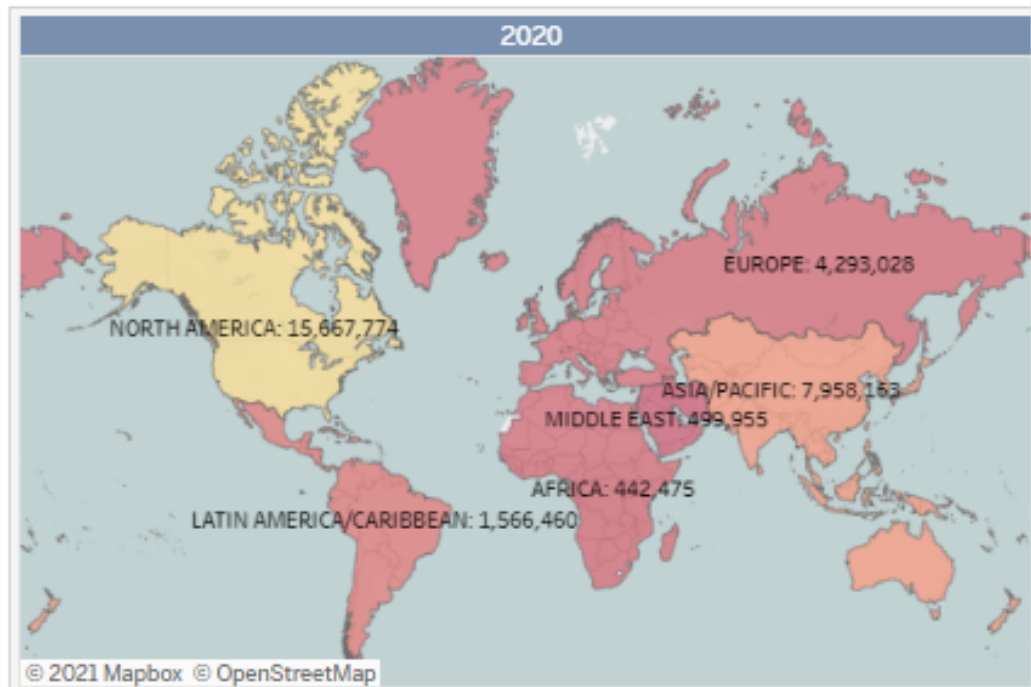 2020
EUROPE: 4,293,028
NORTH AMERICA: 15,667,774
ASIA/PACIFIC: 7,958,163
MIDDLE EAST: 499,955
AFRICA: 442,475
LATIN AMERICA/CARIBBEAN: 1,566,460
© 2021 Mapbox © OpenStreetMap